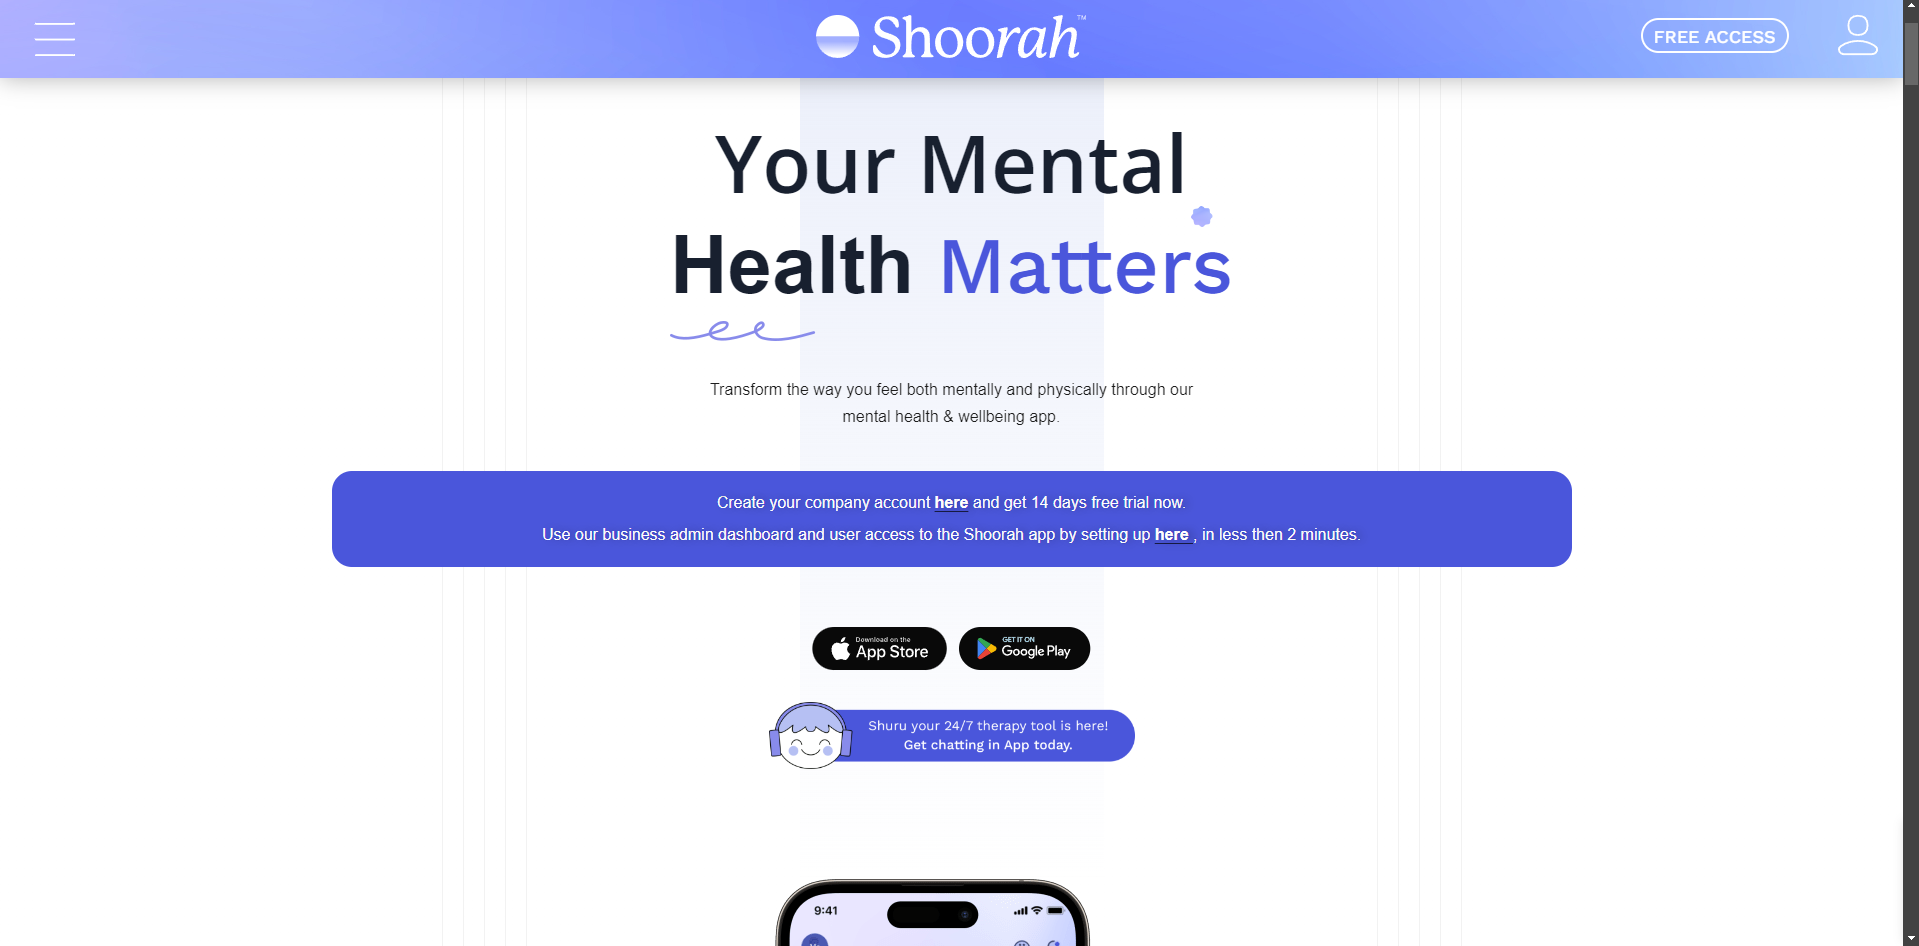 Shoorah™
FREE ACCESS
Your Mental
Health Matters
Transform the way you feel both mentally and physically through our
mental health & wellbeing app.
Create your company account here and get 14 days free trial now.
Use our business admin dashboard and user access to the Shoorah app by setting up here , in less then 2 minutes.
Download on the
App Store
GET IT ON
Google Play
Shuru your 24/7 therapy tool is here!
Get chatting in App today.
9:41